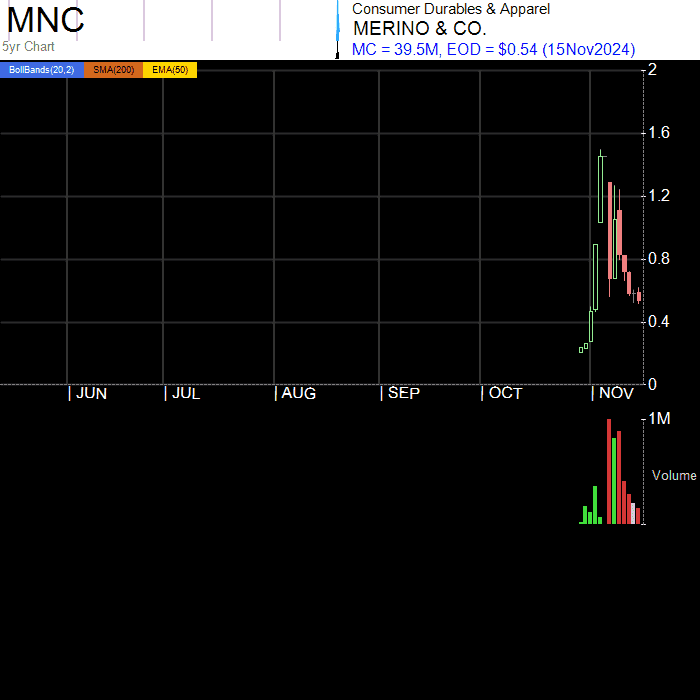 MNC
5yr Chart
Consumer Durables & Apparel
MERINO & CO.
MC = 39.5M, EOD = $0.54 (15Nov2024)
BollBands(20,2) SMA(200) EMA(50)
2
1.6
1.2
0.8
0.4
0
| JUN | JUL | AUG | SEP | OCT | NOV
1M
Volume